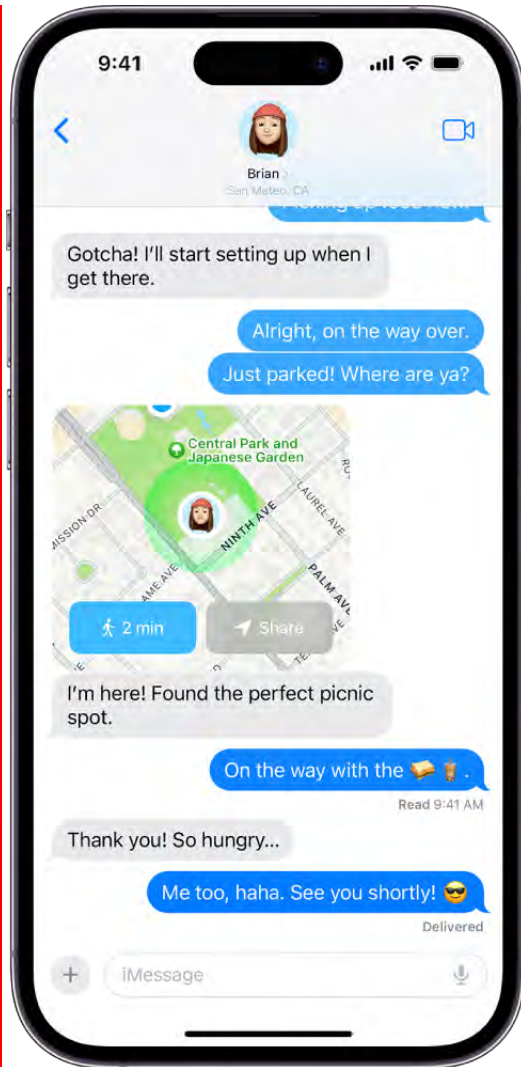 9:41
Brian
San Mateo, CA
Gotcha! I'll start setting up when I
get there.
Alright, on the way over.
Just parked! Where are ya?
Central Park and
Japanese Garden
MISSION DR
NINTH AVE
LAUREL AVE
PALM AVE
AME AVE
2 min
Share
I'm here! Found the perfect picnic
spot.
On the way with the 🥪 🧋.
Read 9:41 AM
Thank you! So hungry...
Me too, haha. See you shortly! 😎
Delivered
iMessage